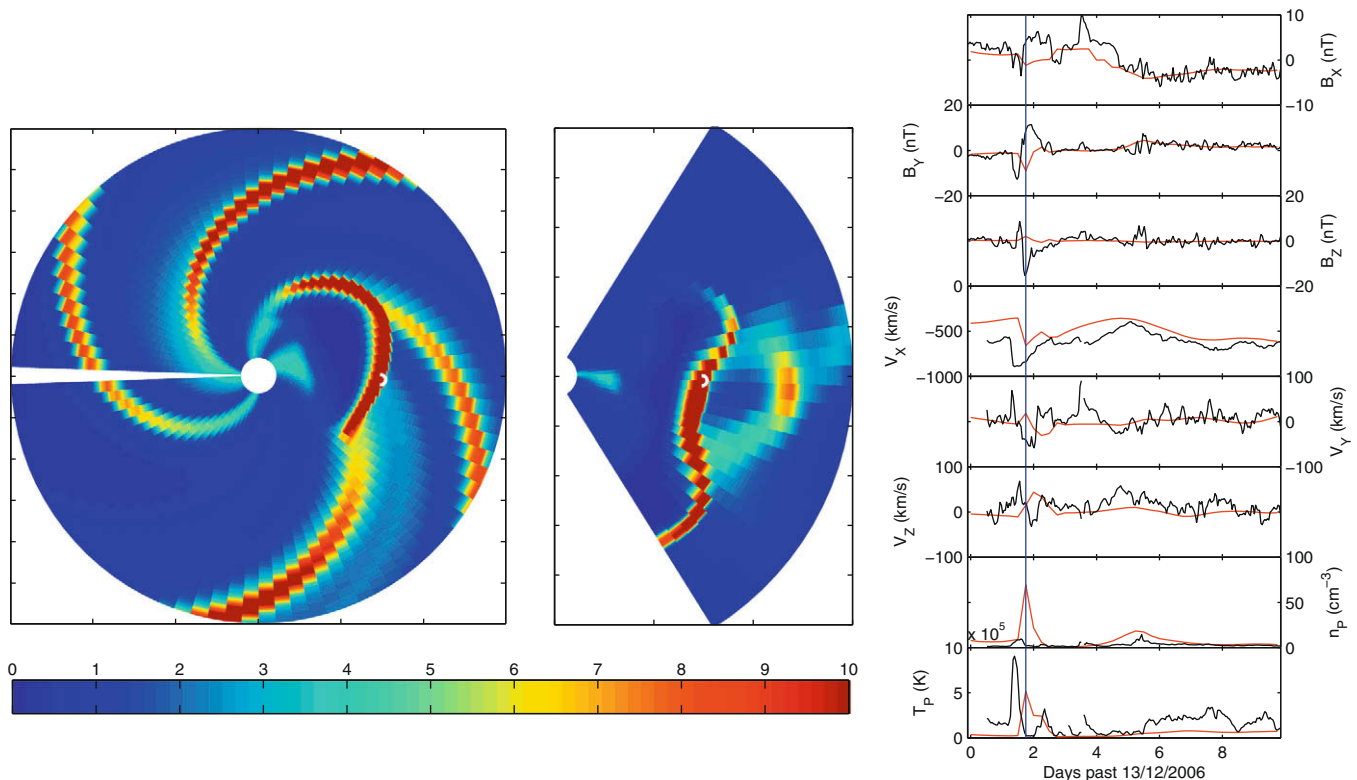 0 1 2 3 4 5 6 7 8 9 10
10
0
−10
B_X (nT)
20
0
−20
B_Y (nT)
20
0
−20
B_Z (nT)
0
−500
−1000
V_X (km/s)
100
0
−100
V_Y (km/s)
100
0
−100
V_Z (km/s)
100
50
0
n_P (cm⁻³)
x 10⁵
10
5
0
T_P (K)
0 2 4 6 8
Days past 13/12/2006